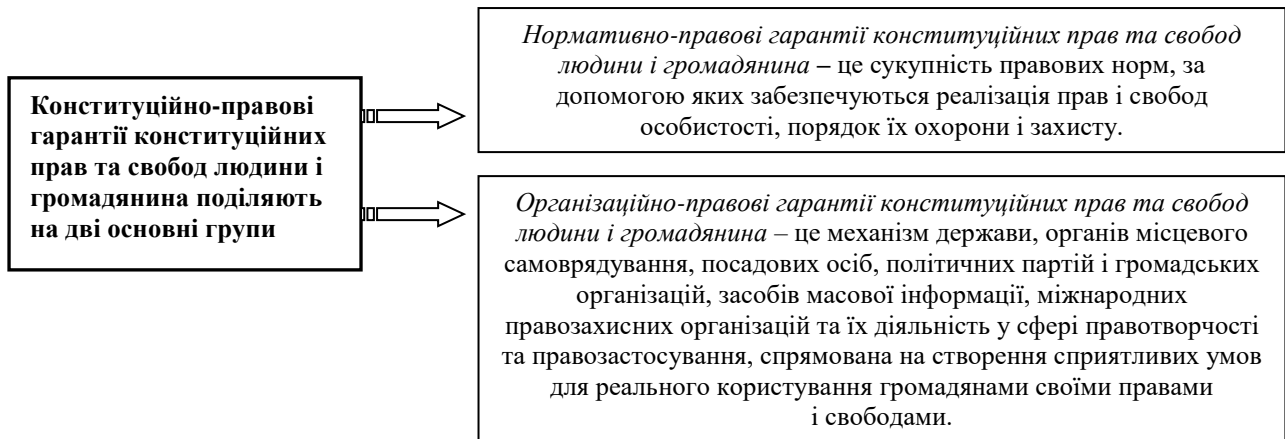 Конституційно-правові
гарантії конституційних
прав та свобод людини і
громадянина поділяють
на дві основні групи
Нормативно-правові гарантії конституційних прав та свобод
людини і громадянина – це сукупність правових норм, за
допомогою яких забезпечуються реалізація прав і свобод
особистості, порядок їх охорони і захисту.
Організаційно-правові гарантії конституційних прав та свобод
людини і громадянина – це механізм держави, органів місцевого
самоврядування, посадових осіб, політичних партій і громадських
організацій, засобів масової інформації, міжнародних
правозахисних організацій та їх діяльність у сфері правотворчості
та правозастосування, спрямована на створення сприятливих умов
для реального користування громадянами своїми правами
і свободами.